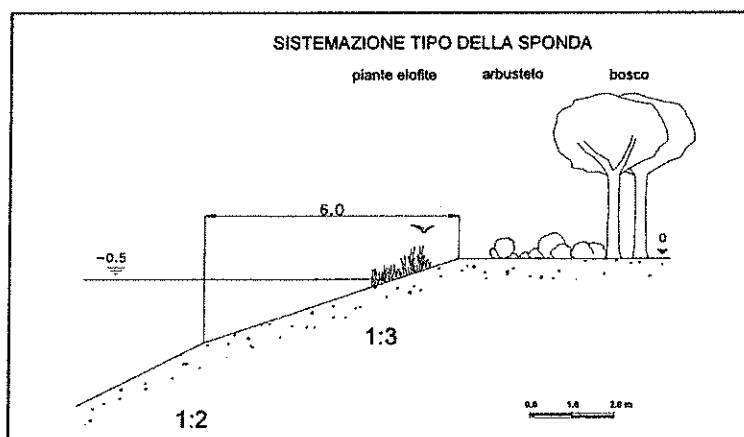 SISTEMAZIONE TIPO DELLA SPONDA
piante elofite arbusteto bosco
6.0
-0.5
0
1:3
1:2